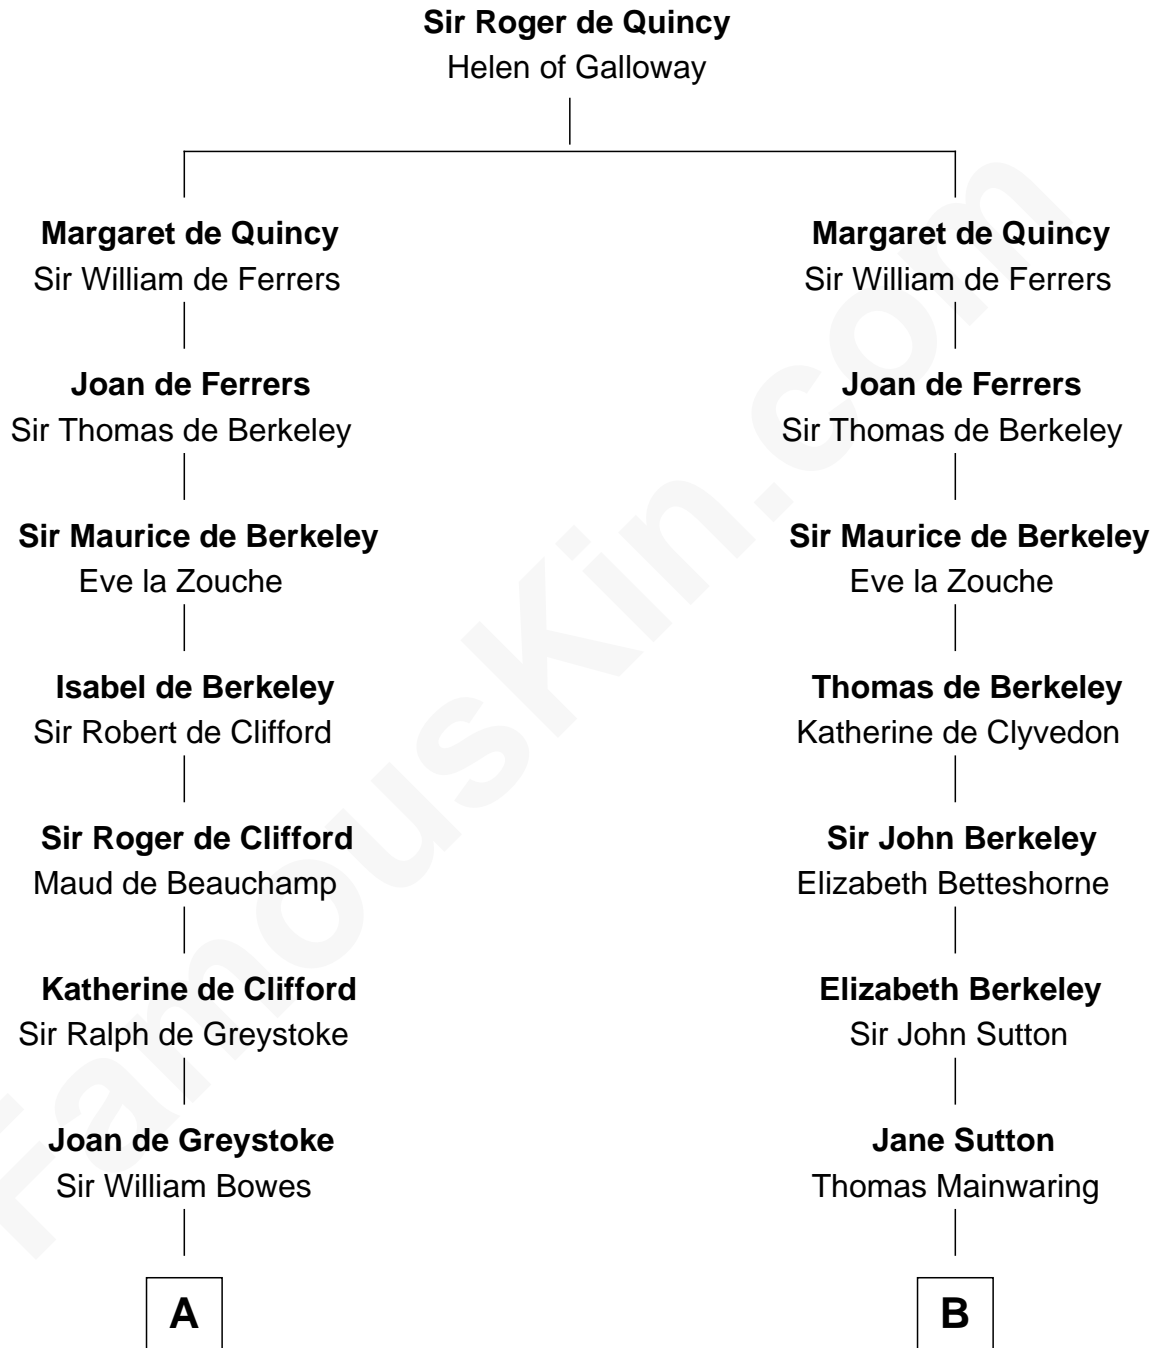 Sir Roger de Quincy
Helen of Galloway
Margaret de Quincy
Sir William de Ferrers
Joan de Ferrers
Sir Thomas de Berkeley
Sir Maurice de Berkeley
Eve la Zouche
Isabel de Berkeley
Sir Robert de Clifford
Sir Roger de Clifford
Maud de Beauchamp
Katherine de Clifford
Sir Ralph de Greystoke
Joan de Greystoke
Sir William Bowes
A
Margaret de Quincy
Sir William de Ferrers
Joan de Ferrers
Sir Thomas de Berkeley
Sir Maurice de Berkeley
Eve la Zouche
Thomas de Berkeley
Katherine de Clyvedon
Sir John Berkeley
Elizabeth Betteshorne
Elizabeth Berkeley
Sir John Sutton
Jane Sutton
Thomas Mainwaring
B
FamousKin.com